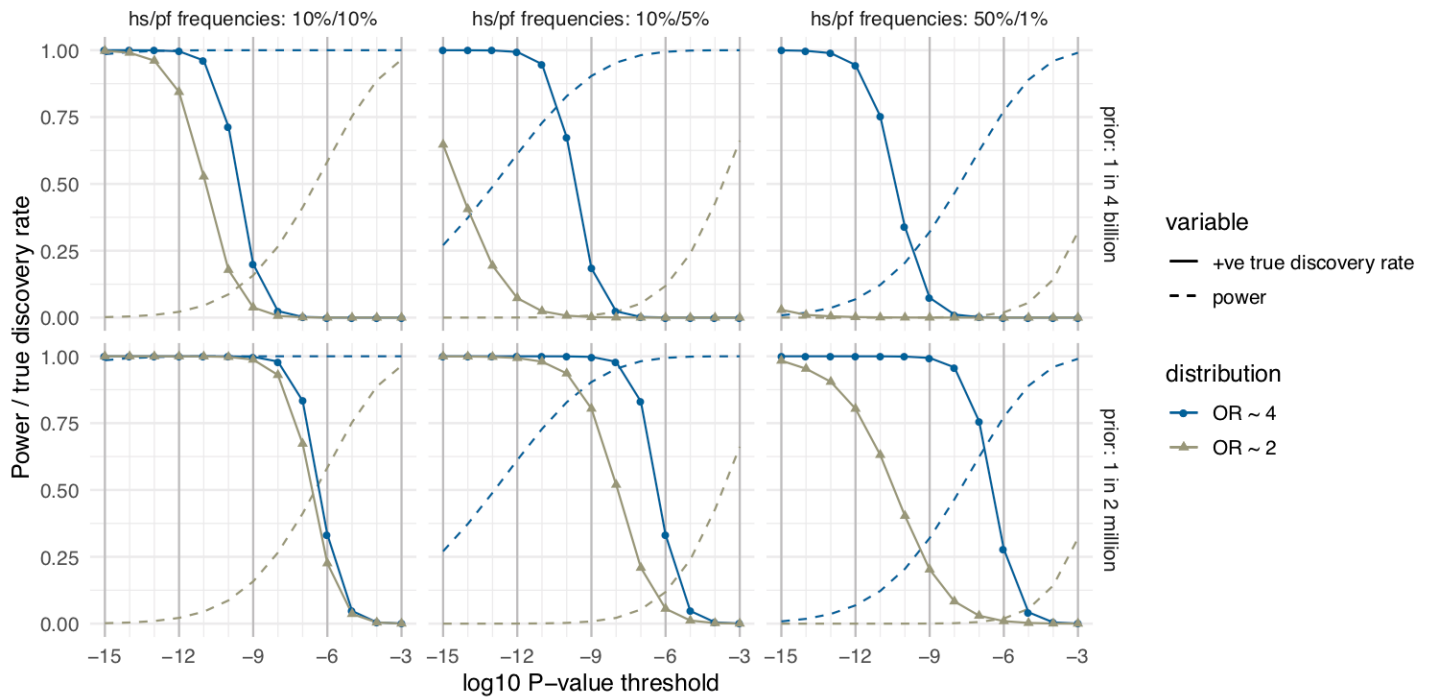 hs/pf frequencies: 10%/10%
hs/pf frequencies: 10%/5%
hs/pf frequencies: 50%/1%
1.00
0.75
0.50
0.25
0.00
prior: 1 in 4 billion
1.00
0.75
0.50
0.25
0.00
prior: 1 in 2 million
−15 −12 −9 −6 −3
−15 −12 −9 −6 −3
−15 −12 −9 −6 −3
log10 P−value threshold
Power / true discovery rate
variable
+ve true discovery rate
power
distribution
OR ~ 4
OR ~ 2